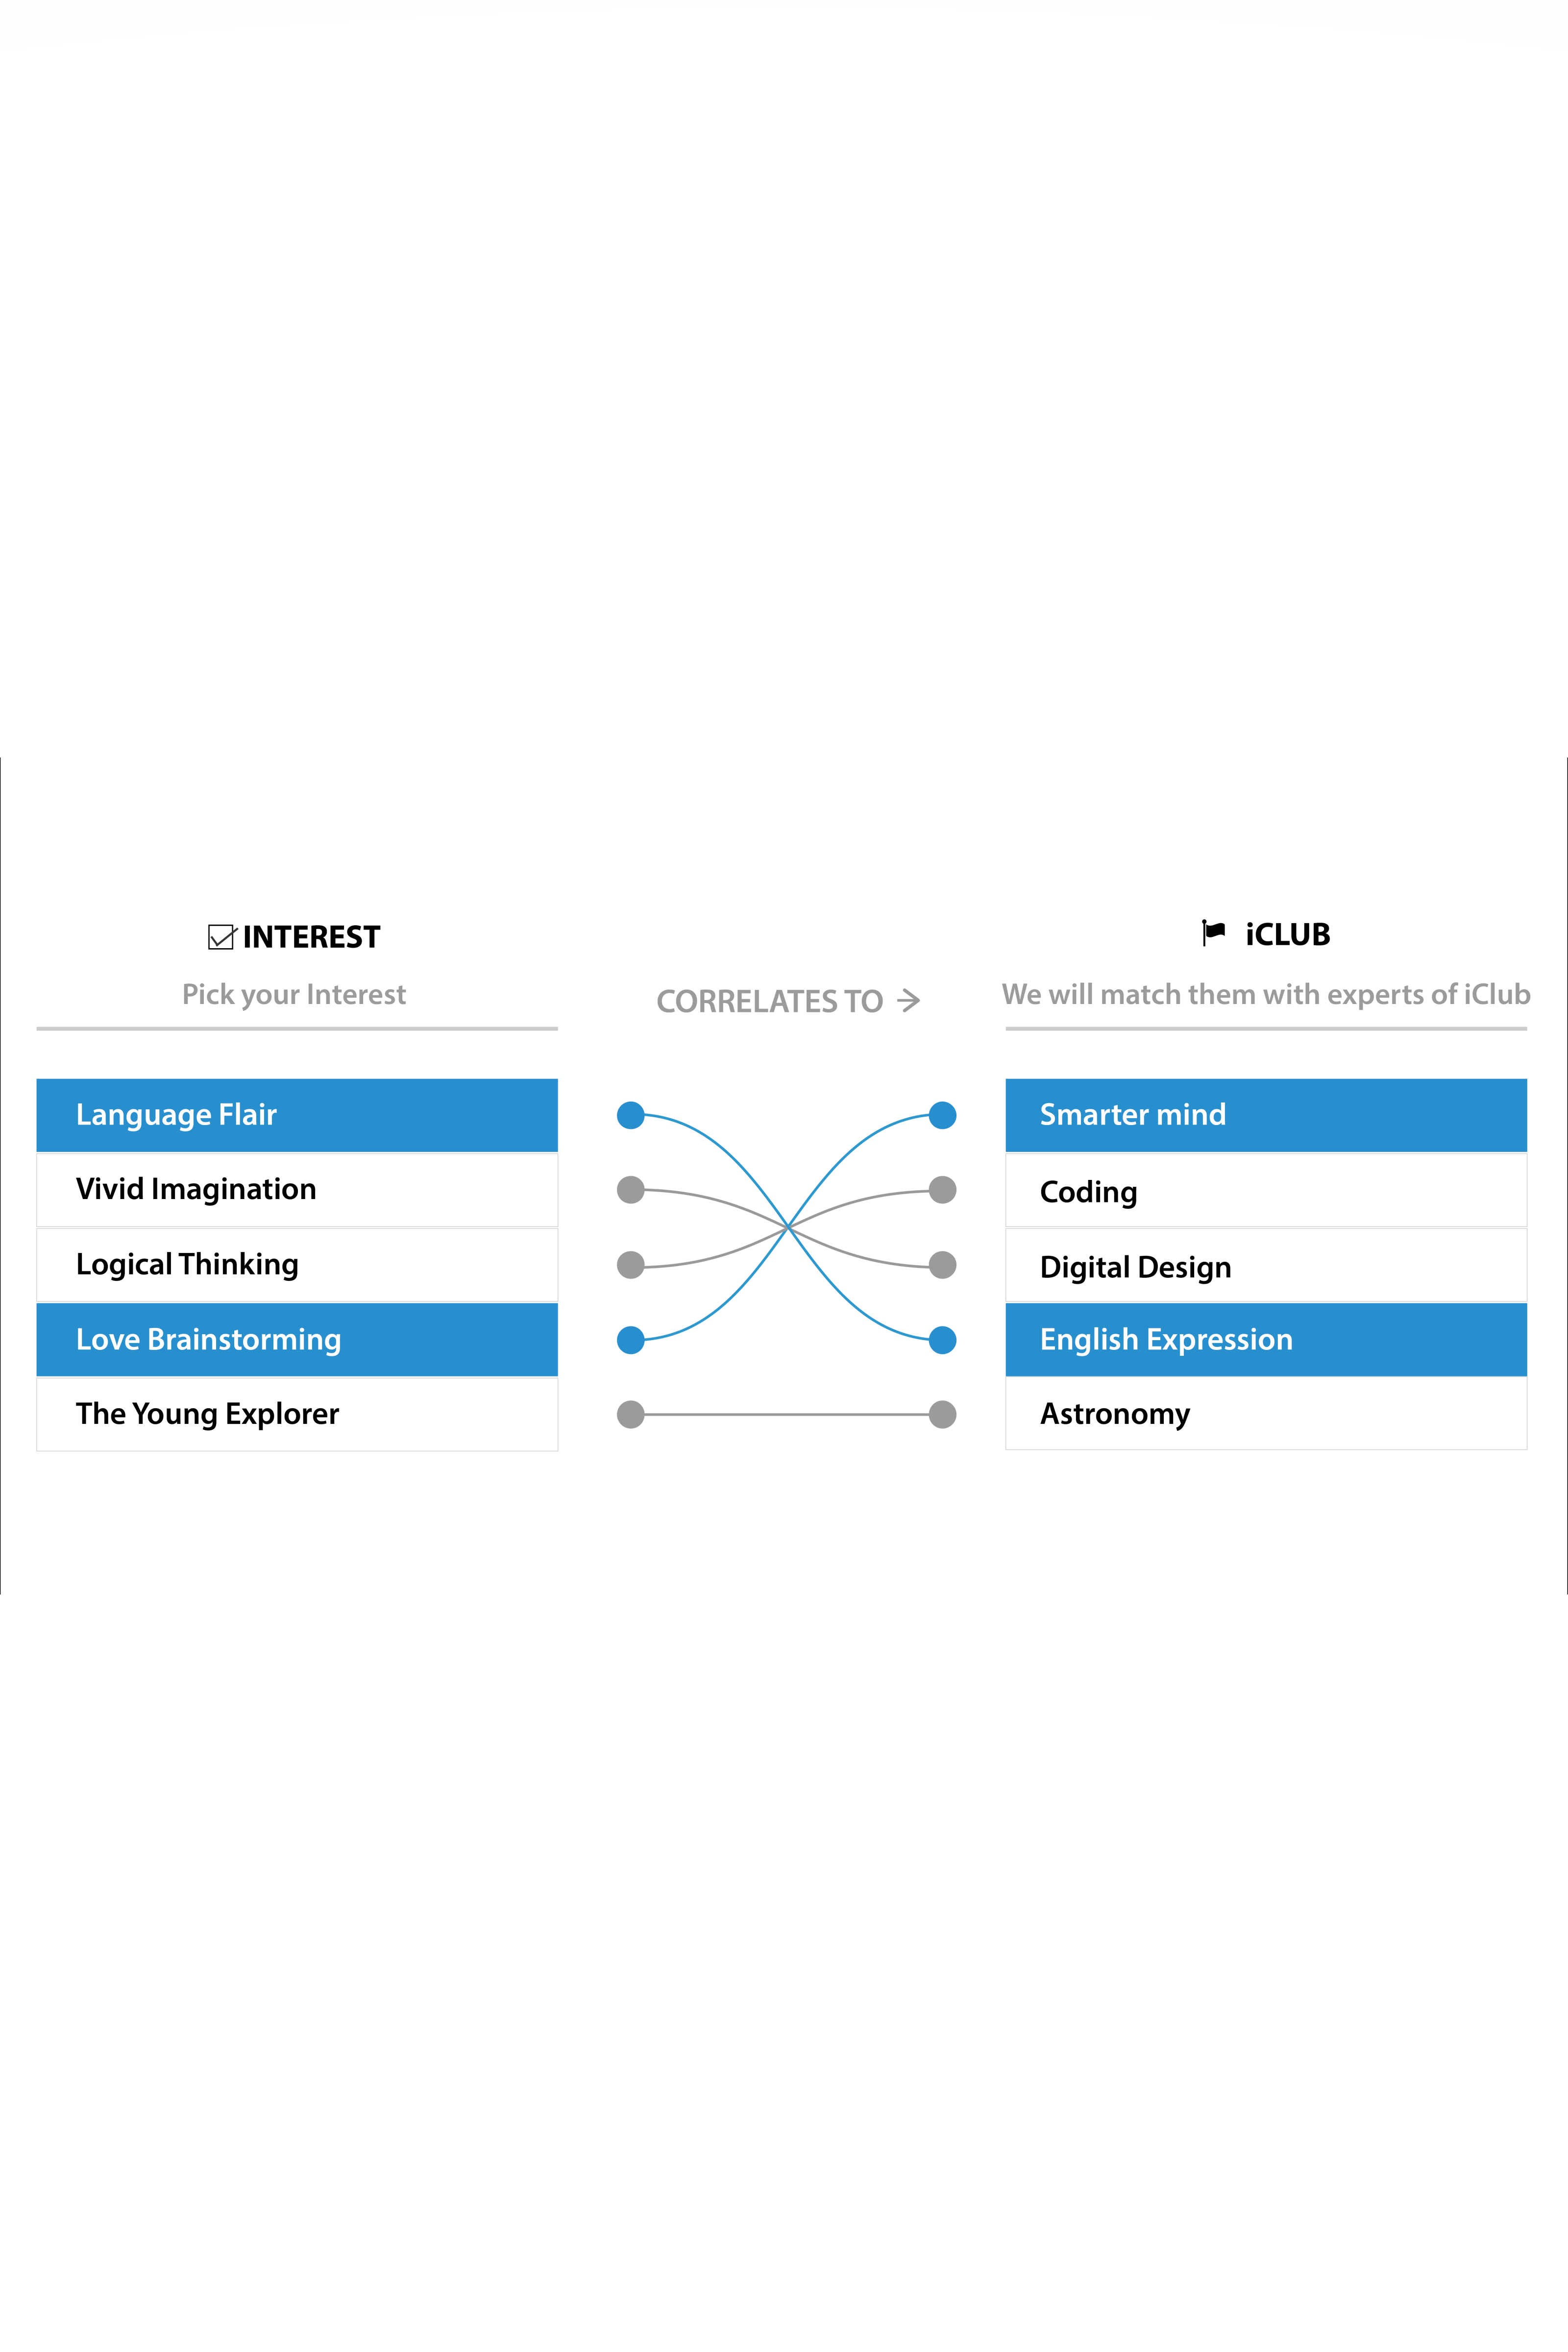 INTEREST
Pick your Interest
CORRELATES TO
iCLUB
We will match them with experts of iClub
Language Flair
Vivid Imagination
Logical Thinking
Love Brainstorming
The Young Explorer
Smarter mind
Coding
Digital Design
English Expression
Astronomy